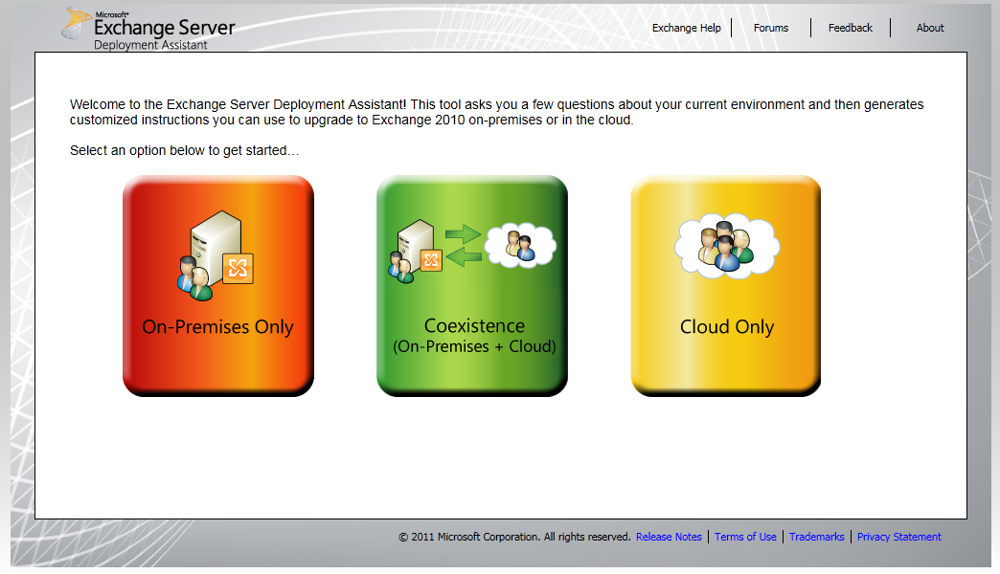 Microsoft®
Exchange Server
Deployment Assistant
Exchange Help
Forums
Feedback
About
Welcome to the Exchange Server Deployment Assistant! This tool asks you a few questions about your current environment and then generates
customized instructions you can use to upgrade to Exchange 2010 on-premises or in the cloud.
Select an option below to get started…
On-Premises Only
Coexistence
(On-Premises + Cloud)
Cloud Only
© 2011 Microsoft Corporation. All rights reserved. Release Notes | Terms of Use | Trademarks | Privacy Statement